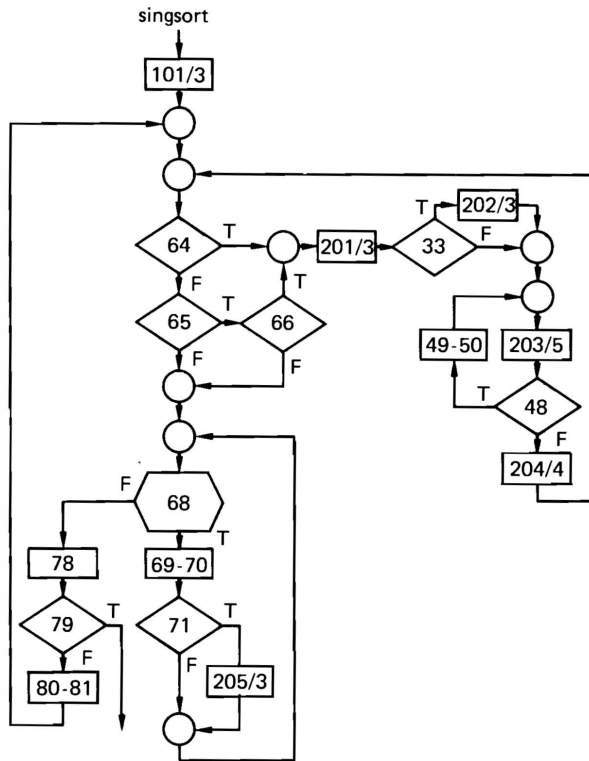 singsort
101/3
T 202/3
64 T 201/3 33 F
F T
65 T 66 49-50 203/5
F F
T 48
F
F 68 204/4
T
78 69-70
79 T 71 T
F F
80-81 205/3